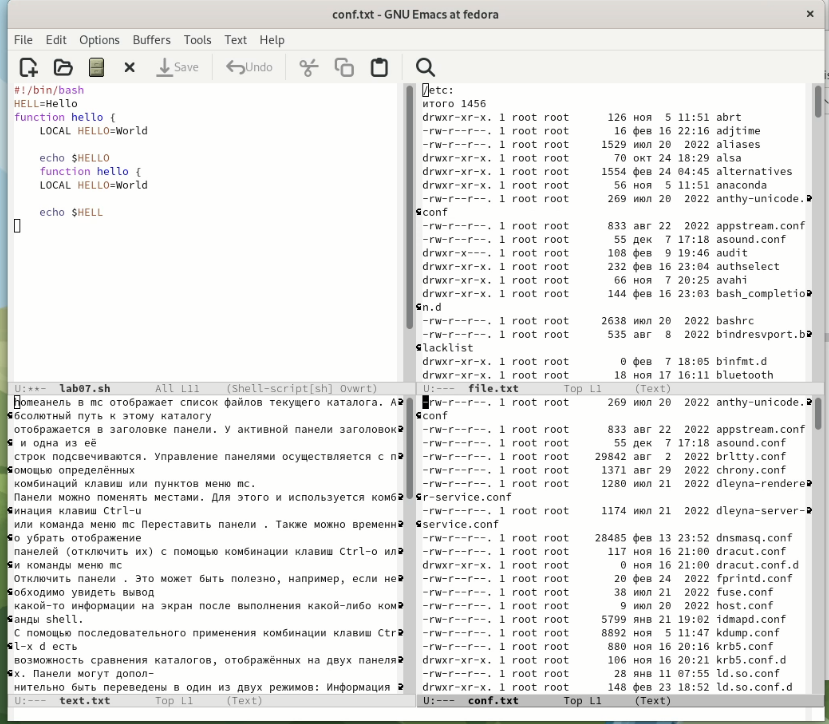 conf.txt - GNU Emacs at fedora
File Edit Options Buffers Tools Text Help
Save Undo
#!/bin/bash
HELL=Hello
function hello {
LOCAL HELLO=World
echo $HELLO
function hello {
LOCAL HELLO=World
echo $HELL
U:**- lab07.sh All L11 (Shell-script[sh] Ovwrt)
/etc:
итого 1456
drwxr-xr-x. 1 root root 126 ноя 5 11:51 abrt
-rw-r--r--. 1 root root 16 фев 16 22:16 adjtime
-rw-r--r--. 1 root root 1529 июл 20 2022 aliases
drwxr-xr-x. 1 root root 70 окт 24 18:29 alsa
drwxr-xr-x. 1 root root 1554 фев 24 04:45 alternatives
drwxr-xr-x. 1 root root 56 ноя 5 11:51 anaconda
-rw-r--r--. 1 root root 269 июл 20 2022 anthy-unicode.
conf
-rw-r--r--. 1 root root 833 авг 22 2022 appstream.conf
-rw-r--r--. 1 root root 55 дек 7 17:18 asound.conf
drwxr-x---. 1 root root 108 фев 9 19:46 audit
drwxr-xr-x. 1 root root 232 фев 16 23:04 authselect
drwxr-xr-x. 1 root root 66 ноя 7 20:25 avahi
drwxr-xr-x. 1 root root 144 фев 16 23:03 bash_completio
n.d
-rw-r--r--. 1 root root 2638 июл 20 2022 bashrc
-rw-r--r--. 1 root root 535 авг 8 2022 bindresvport.b
lacklist
drwxr-xr-x. 1 root root 0 фев 7 18:05 binfmt.d
drwxr-xr-x. 1 root root 18 ноя 17 16:11 bluetooth
U:--- file.txt Top L1 (Text)
Помеанель в mc отображает список файлов текущего каталога. А
бсолютный путь к этому каталогу
отображается в заголовке панели. У активной панели заголовок
и одна из её
строк подсвечиваются. Управление панелями осуществляется с п
омощью определённых
комбинаций клавиш или пунктов меню mc.
Панели можно поменять местами. Для этого и используется комб
инация клавиш Ctrl-u
или команда меню mc Переставить панели . Также можно временн
о убрать отображение
панелей (отключить их) с помощью комбинации клавиш Ctrl-o ил
и команды меню mc
Отключить панели . Это может быть полезно, например, если не
обходимо увидеть вывод
какой-то информации на экран после выполнения какой-либо ком
анды shell.
С помощью последовательного применения комбинации клавиш Ctr
l-x d есть
возможность сравнения каталогов, отображённых на двух панеля
х. Панели могут допол-
нительно быть переведены в один из двух режимов: Информация
U:--- text.txt Top L1 (Text)
-rw-r--r--. 1 root root 269 июл 20 2022 anthy-unicode.
conf
-rw-r--r--. 1 root root 833 авг 22 2022 appstream.conf
-rw-r--r--. 1 root root 55 дек 7 17:18 asound.conf
-rw-r--r--. 1 root root 29842 авг 2 2022 brltty.conf
-rw-r--r--. 1 root root 1371 авг 29 2022 chrony.conf
-rw-r--r--. 1 root root 1280 июл 21 2022 dleyna-rendere
r-service.conf
-rw-r--r--. 1 root root 1174 июл 21 2022 dleyna-server-
service.conf
-rw-r--r--. 1 root root 28485 фев 13 23:52 dnsmasq.conf
-rw-r--r--. 1 root root 117 ноя 16 21:00 dracut.conf
drwxr-xr-x. 1 root root 0 ноя 16 21:00 dracut.conf.d
-rw-r--r--. 1 root root 20 фев 24 2022 fprintd.conf
-rw-r--r--. 1 root root 38 июл 21 2022 fuse.conf
-rw-r--r--. 1 root root 9 июл 20 2022 host.conf
-rw-r--r--. 1 root root 5799 янв 21 19:02 idmapd.conf
-rw-r--r--. 1 root root 8892 ноя 5 11:47 kdump.conf
-rw-r--r--. 1 root root 880 ноя 16 20:16 krb5.conf
drwxr-xr-x. 1 root root 106 ноя 16 20:21 krb5.conf.d
-rw-r--r--. 1 root root 28 янв 11 07:55 ld.so.conf
drwxr-xr-x. 1 root root 148 фев 23 18:52 ld.so.conf.d
U:--- conf.txt Top L1 (Text)